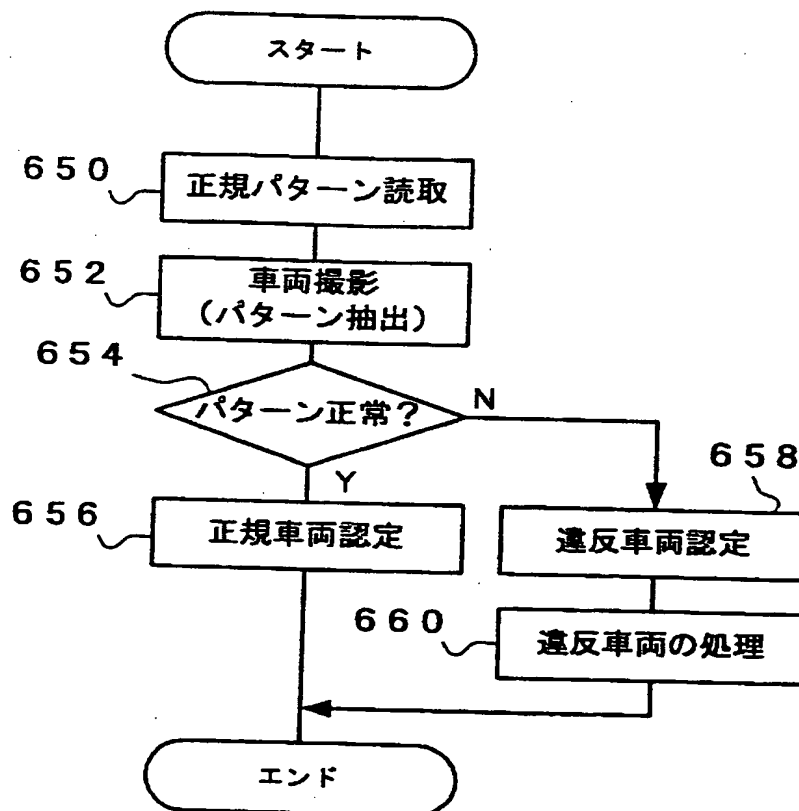 スタート
650
正規パターン読取
652
車両撮影
(パターン抽出)
654
パターン正常?
N
Y
656
正規車両認定
658
違反車両認定
660
違反車両の処理
エンド